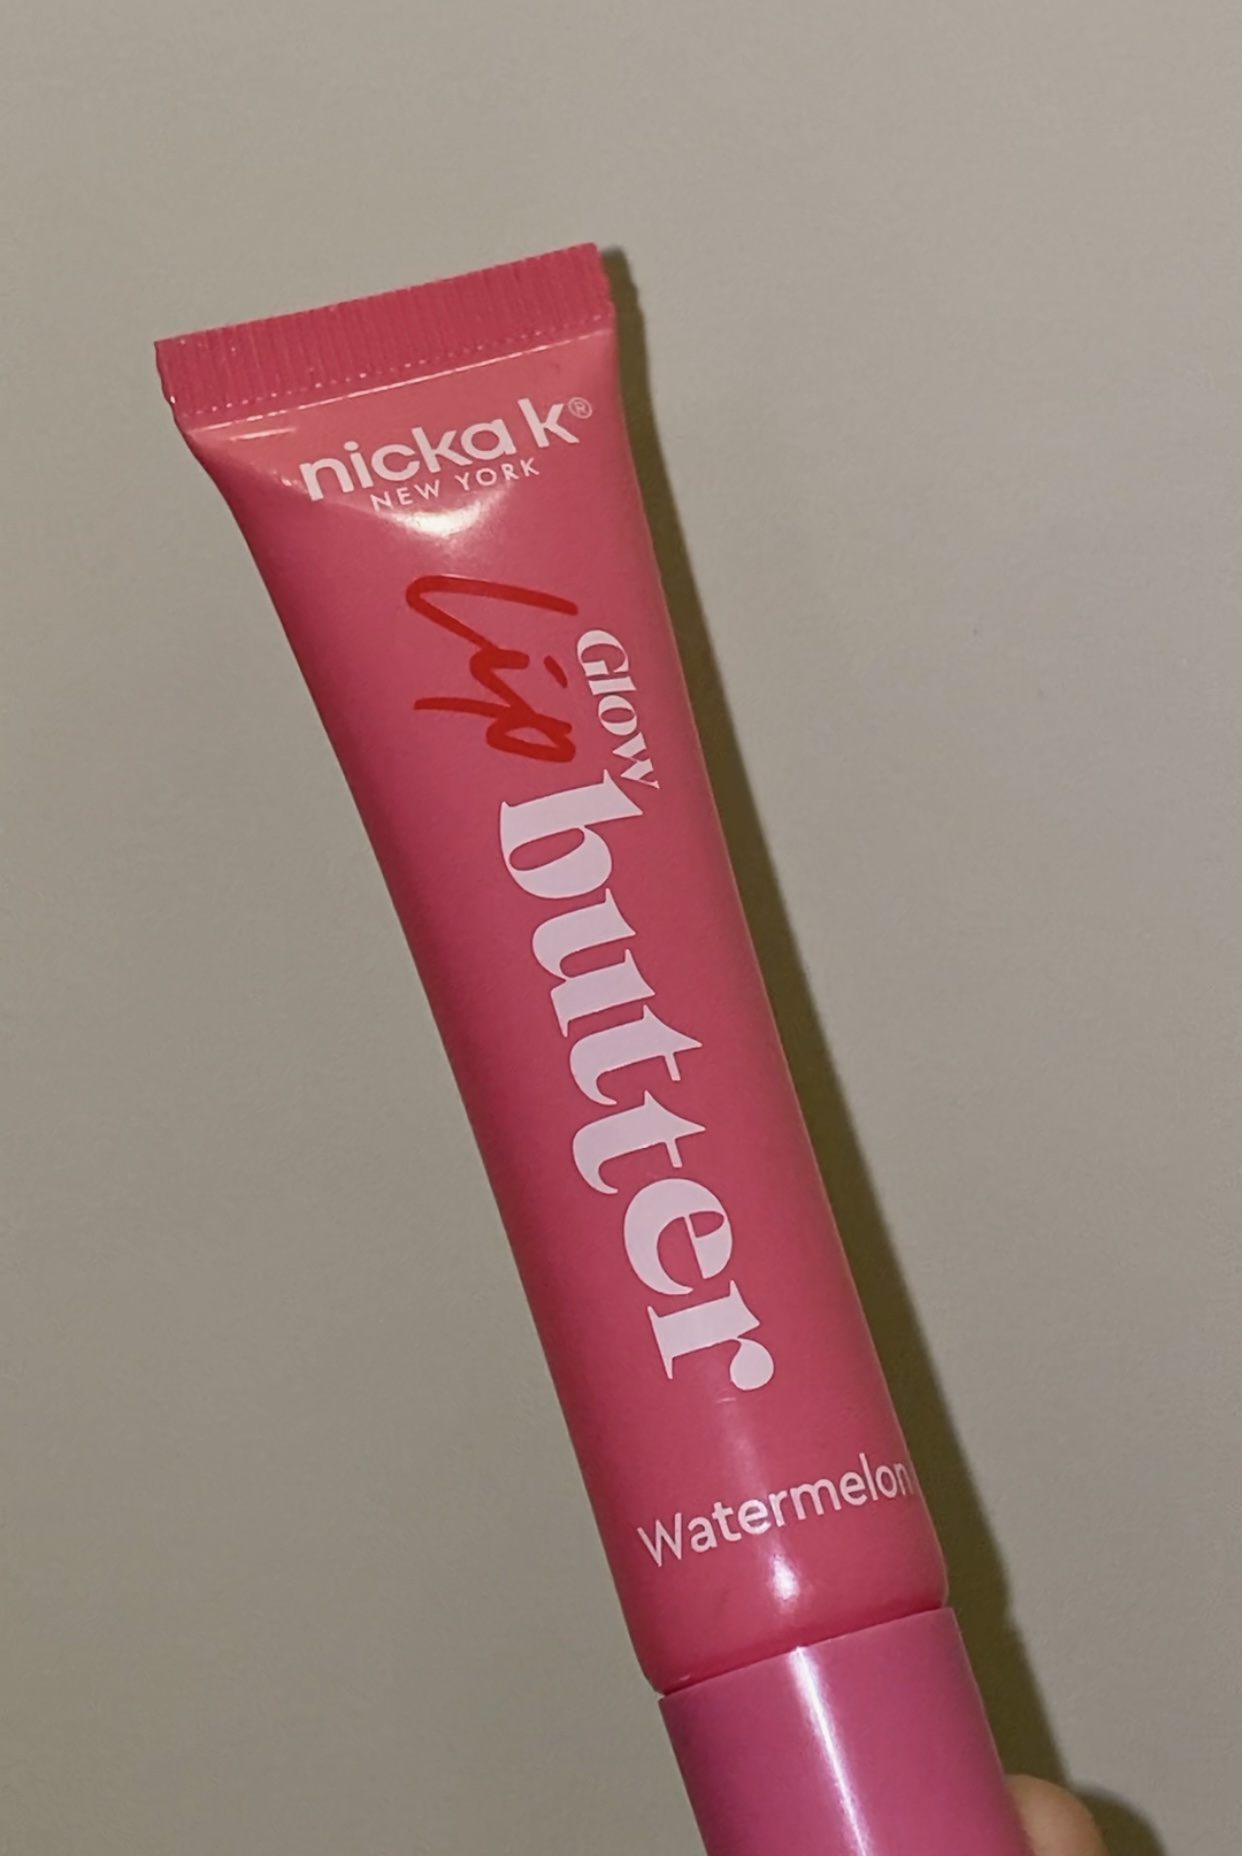 nicka k®
NEW YORK
Lip
GLOW
butter
Watermelon